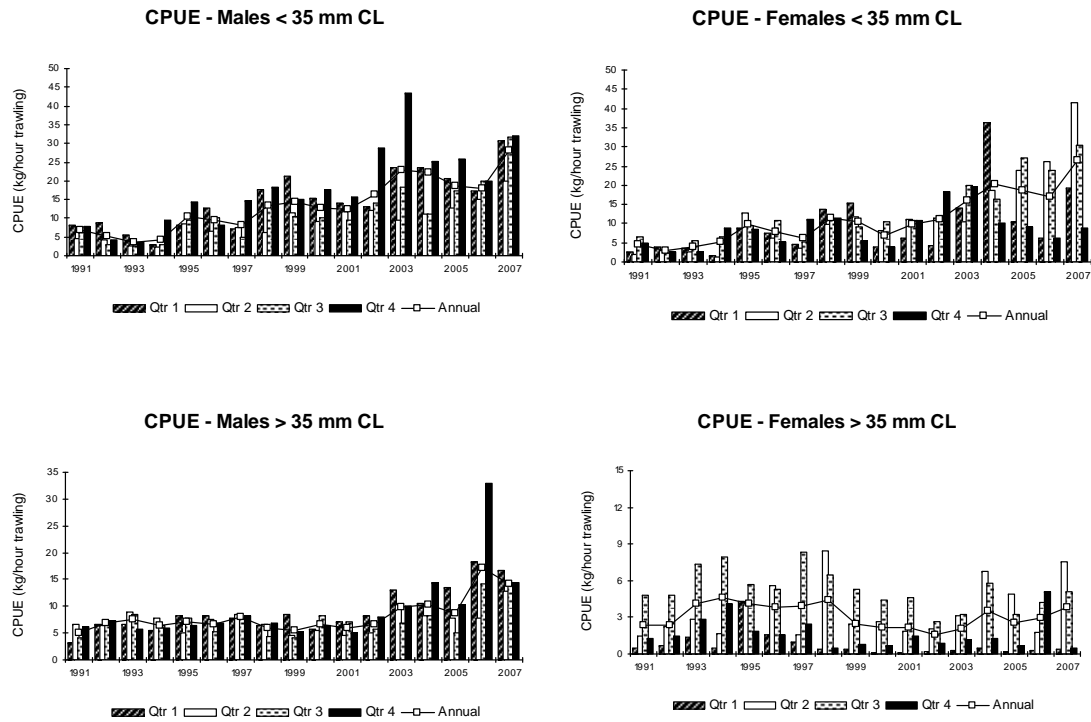 CPUE - Males < 35 mm CL
CPUE (kg/hour trawling)
50
45
40
35
30
25
20
15
10
5
0
1991 1993 1995 1997 1999 2001 2003 2005 2007
Qtr 1 Qtr 2 Qtr 3 Qtr 4 Annual
CPUE - Females < 35 mm CL
CPUE (kg/hour trawling)
50
45
40
35
30
25
20
15
10
5
0
1991 1993 1995 1997 1999 2001 2003 2005 2007
Qtr 1 Qtr 2 Qtr 3 Qtr 4 Annual
CPUE - Males > 35 mm CL
CPUE (kg/hour trawling)
35
30
25
20
15
10
5
0
1991 1993 1995 1997 1999 2001 2003 2005 2007
Qtr 1 Qtr 2 Qtr 3 Qtr 4 Annual
CPUE - Females > 35 mm CL
CPUE (kg/hour trawling)
15
12
9
6
3
0
1991 1993 1995 1997 1999 2001 2003 2005 2007
Qtr 1 Qtr 2 Qtr 3 Qtr 4 Annual